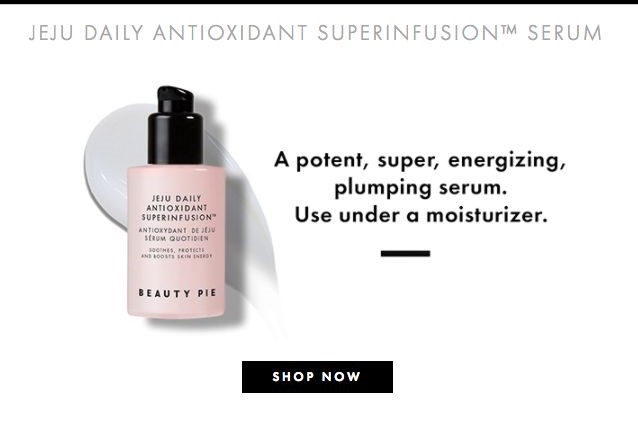 JEJU DAILY ANTIOXIDANT SUPERINFUSION™ SERUM
A potent, super, energizing,
plumping serum.
Use under a moisturizer.
JEJU DAILY
ANTIOXIDANT
SUPERINFUSION™
ANTIOXYDANT DE JÉJU
SÉRUM QUOTIDIEN
SOOTHES, PROTECTS
AND BOOSTS SKIN ENERGY
BEAUTY PIE
SHOP NOW